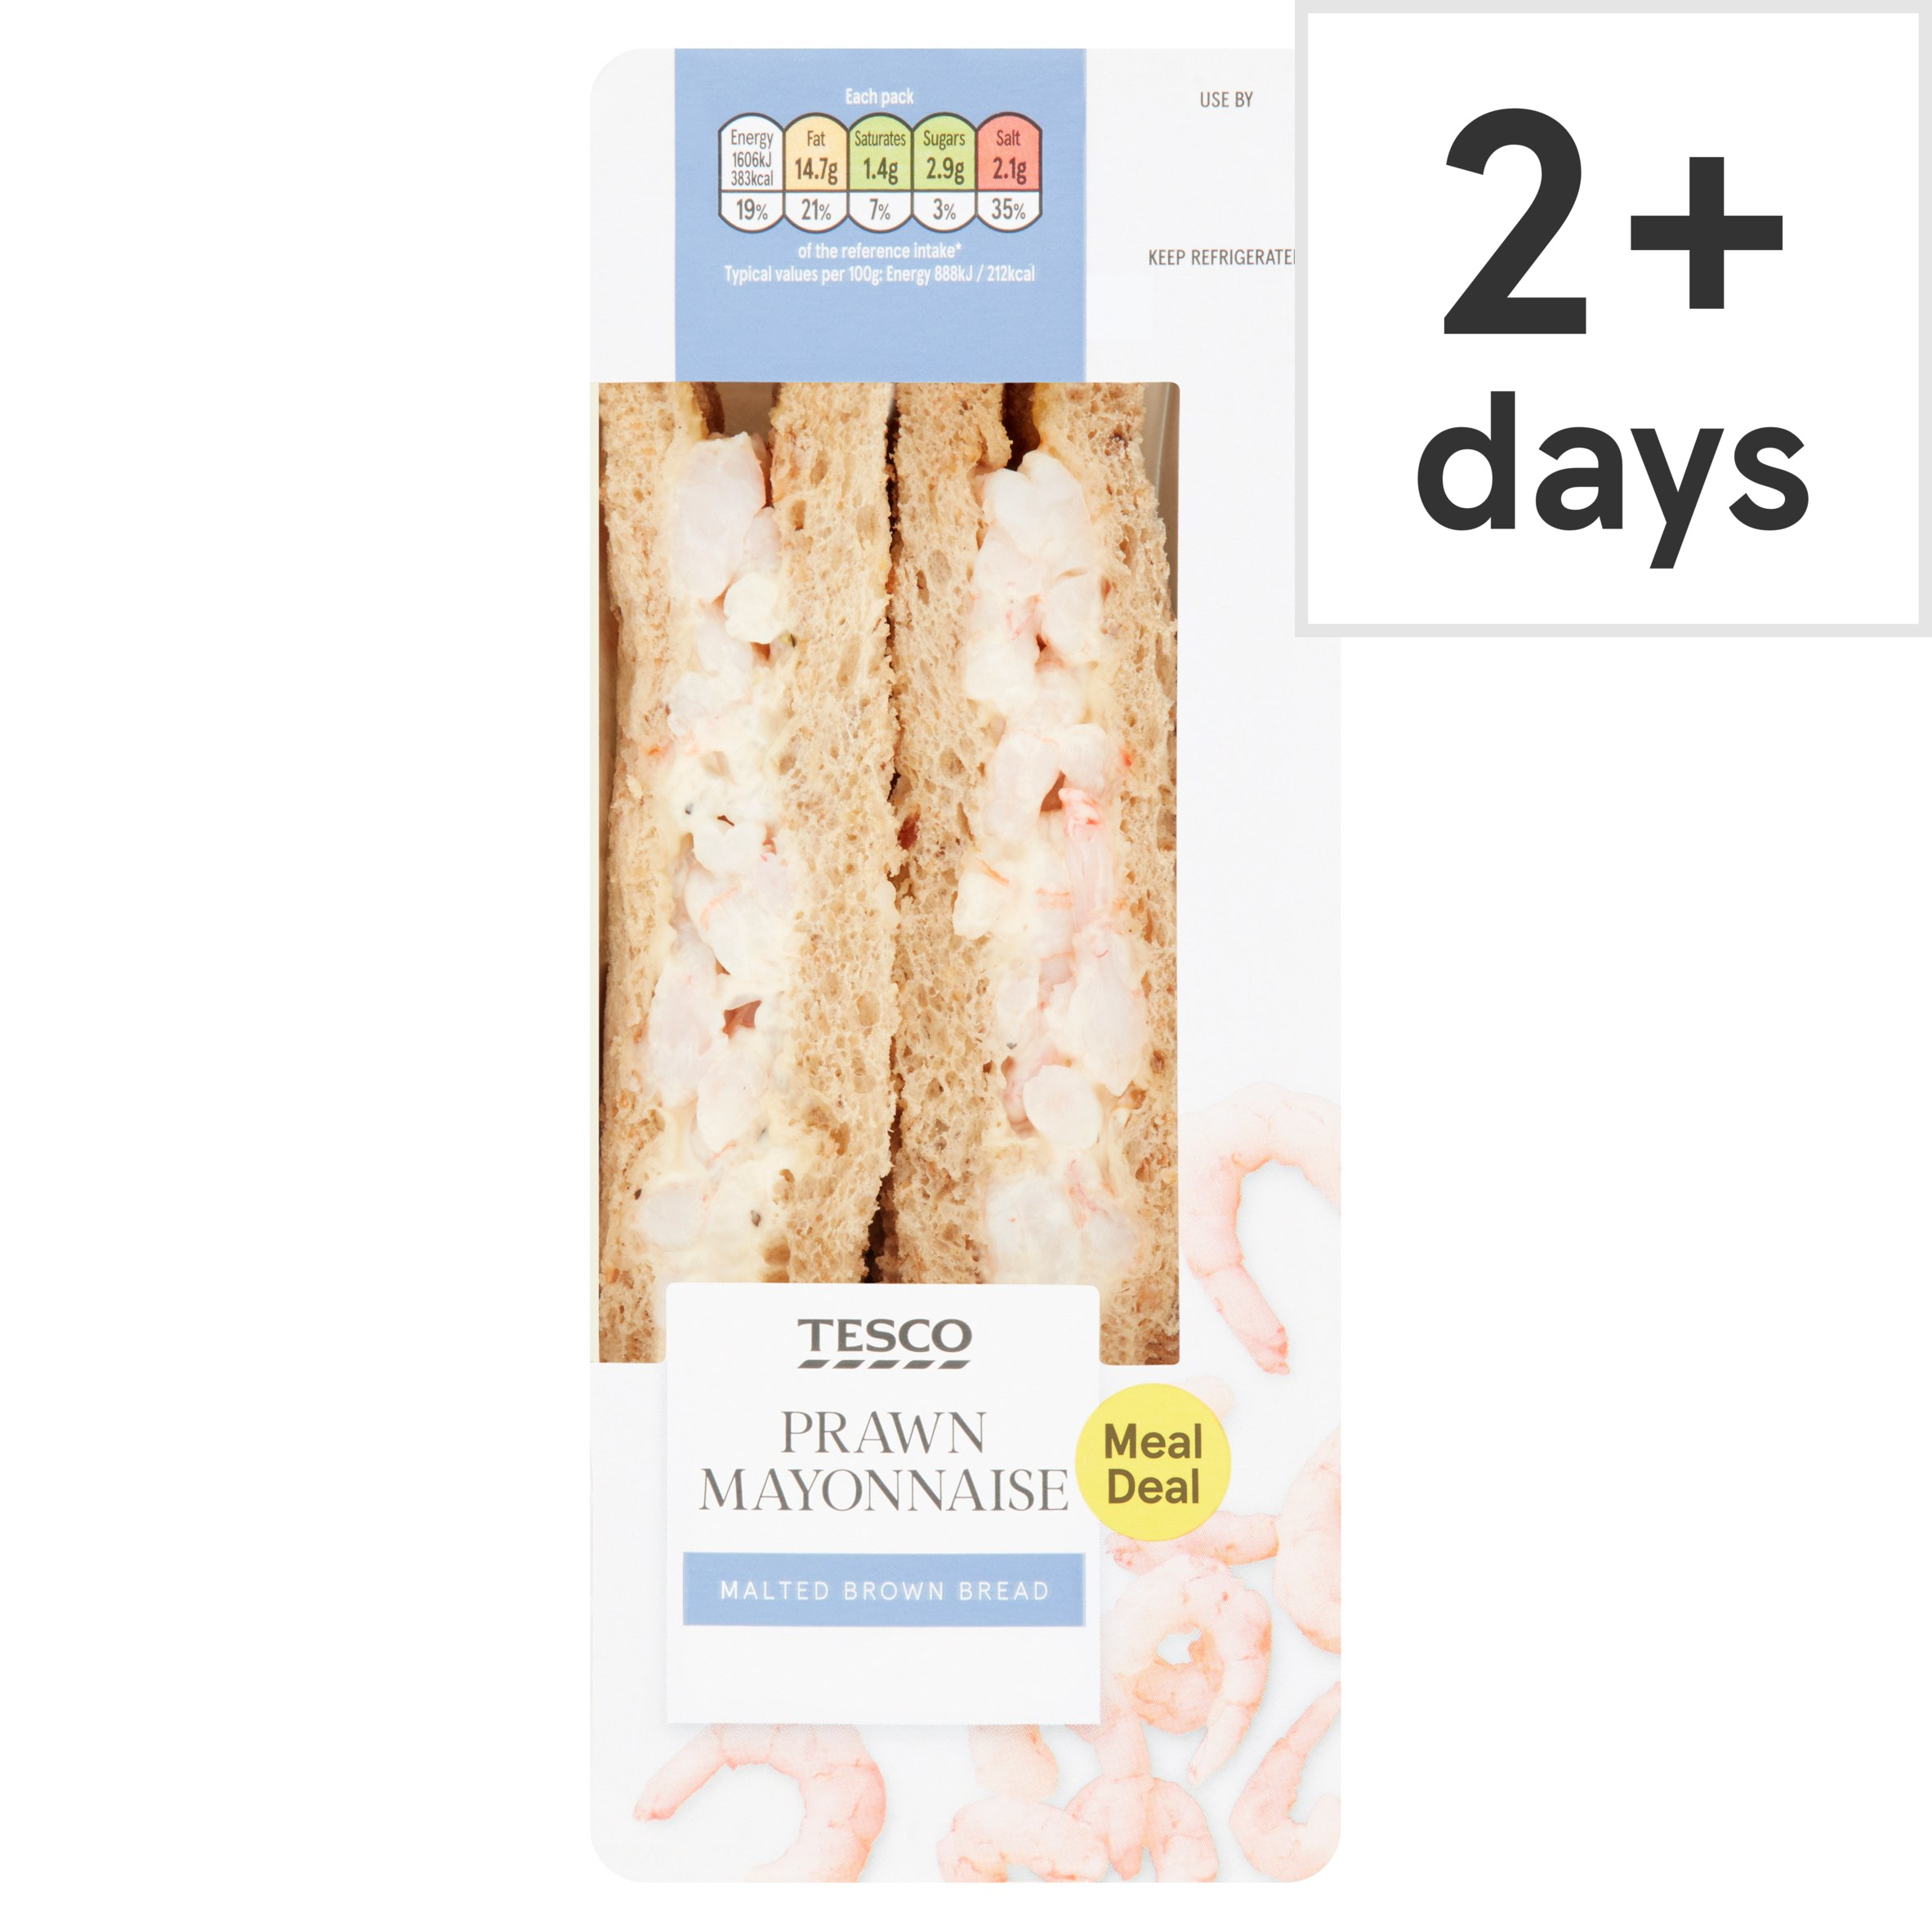 Each pack
Energy
1606kJ
383kcal
19%
Fat
14.7g
21%
Saturates
1.4g
7%
Sugars
2.9g
3%
Salt
2.1g
35%
of the reference intake*
Typical values per 100g: Energy 888kJ / 212kcal
USE BY
KEEP REFRIGERATE
2+
days
TESCO
PRAWN
MAYONNAISE
MALTED BROWN BREAD
Meal
Deal